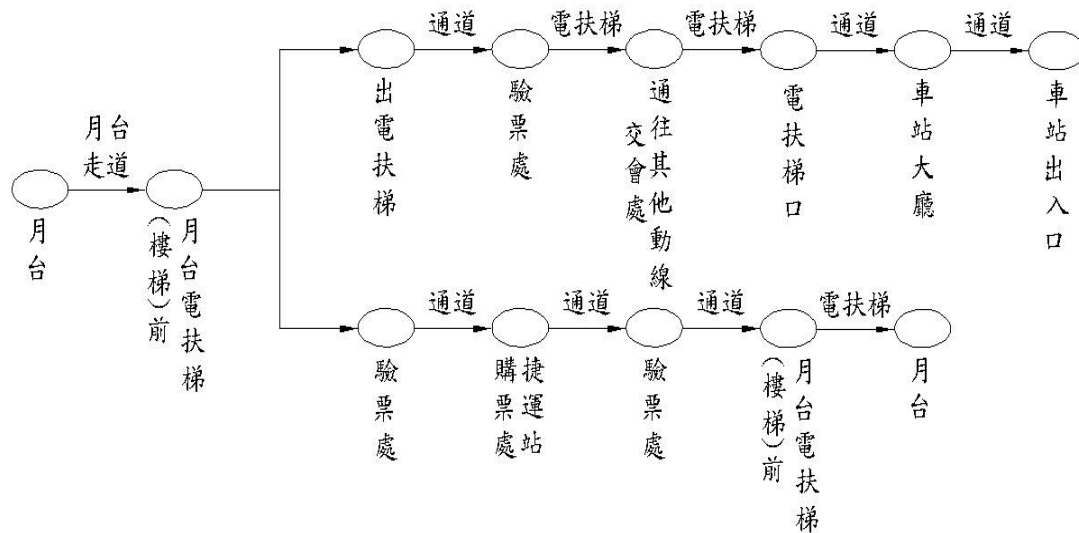 月台
月台
走道
月台電扶梯
(樓梯)前
出電扶梯
通道
驗票處
電扶梯
通往其他動線
交會處
電扶梯
電扶梯口
通道
車站大廳
通道
車站出入口
驗票處
通道
捷運站
購票處
通道
驗票處
通道
月台電扶梯
(樓梯)前
電扶梯
月台